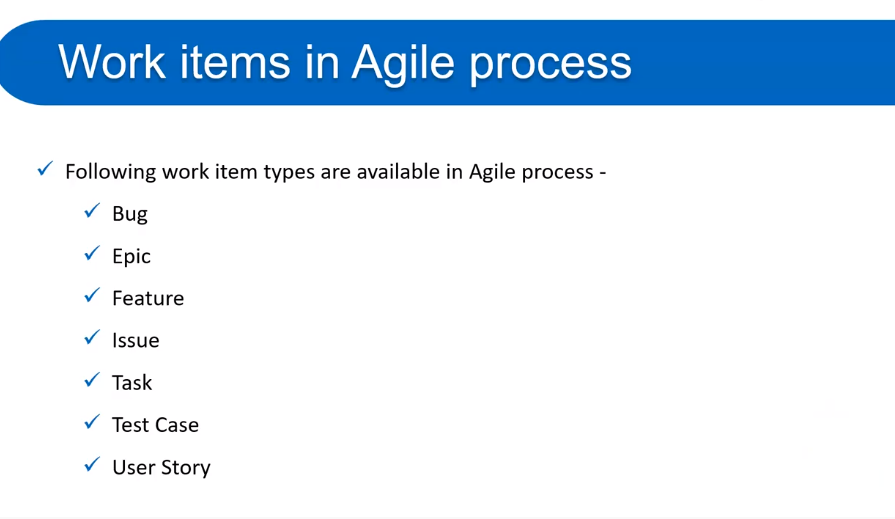 Work items in Agile process
Following work item types are available in Agile process -
Bug
Epic
Feature
Issue
Task
Test Case
User Story